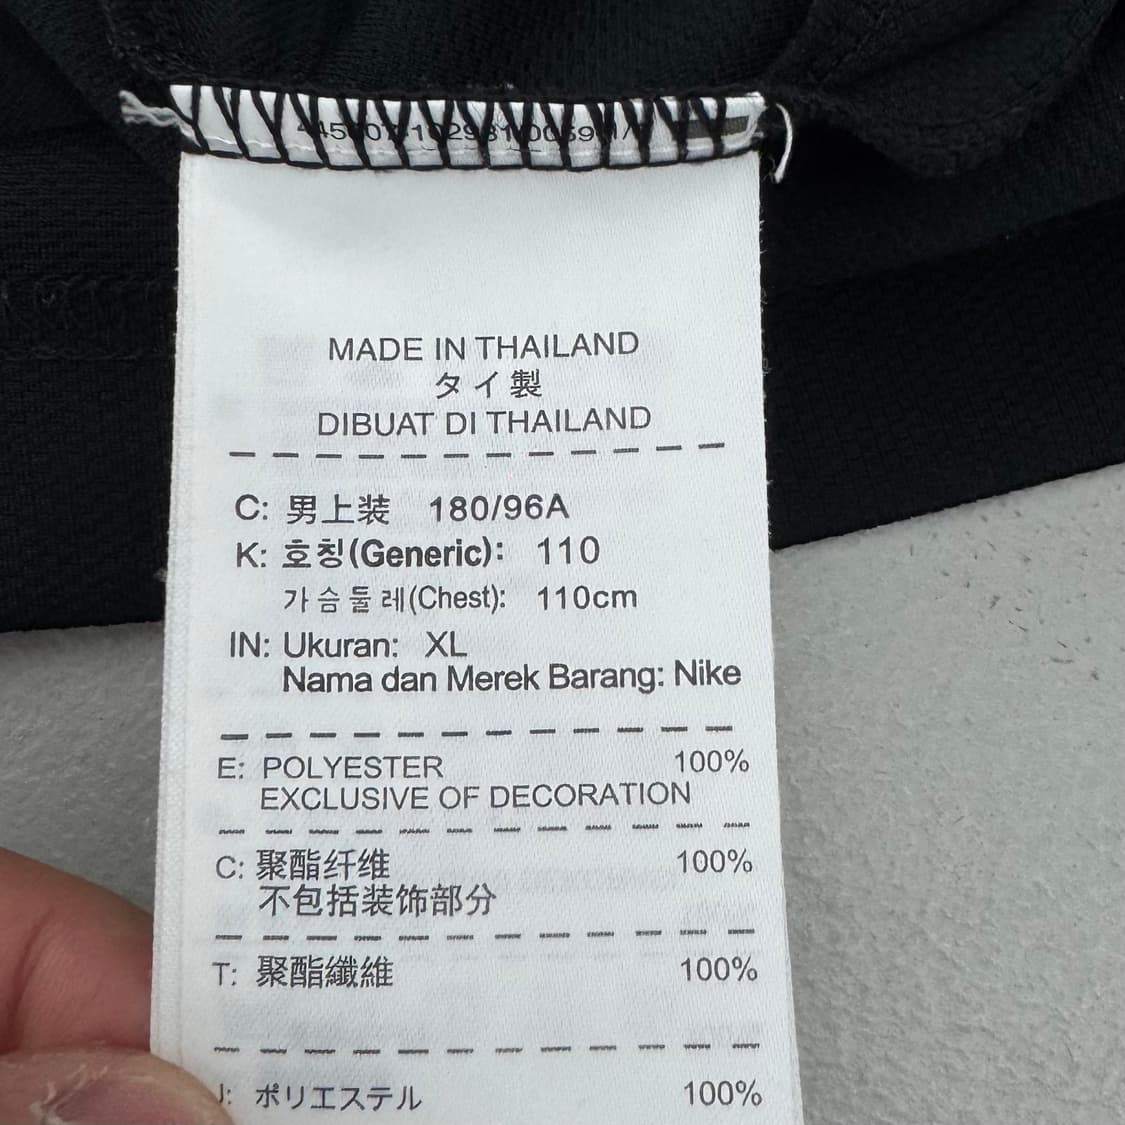 MADE IN THAILAND
タイ製
DIBUAT DI THAILAND
C: 男上装 180/96A
K: 호칭(Generic): 110
가슴둘레(Chest): 110cm
IN: Ukuran: XL
Nama dan Merek Barang: Nike
E: POLYESTER 100%
EXCLUSIVE OF DECORATION
C: 聚酯纤维 100%
不包括装饰部分
T: 聚酯纖維 100%
J: ポリエステル 100%